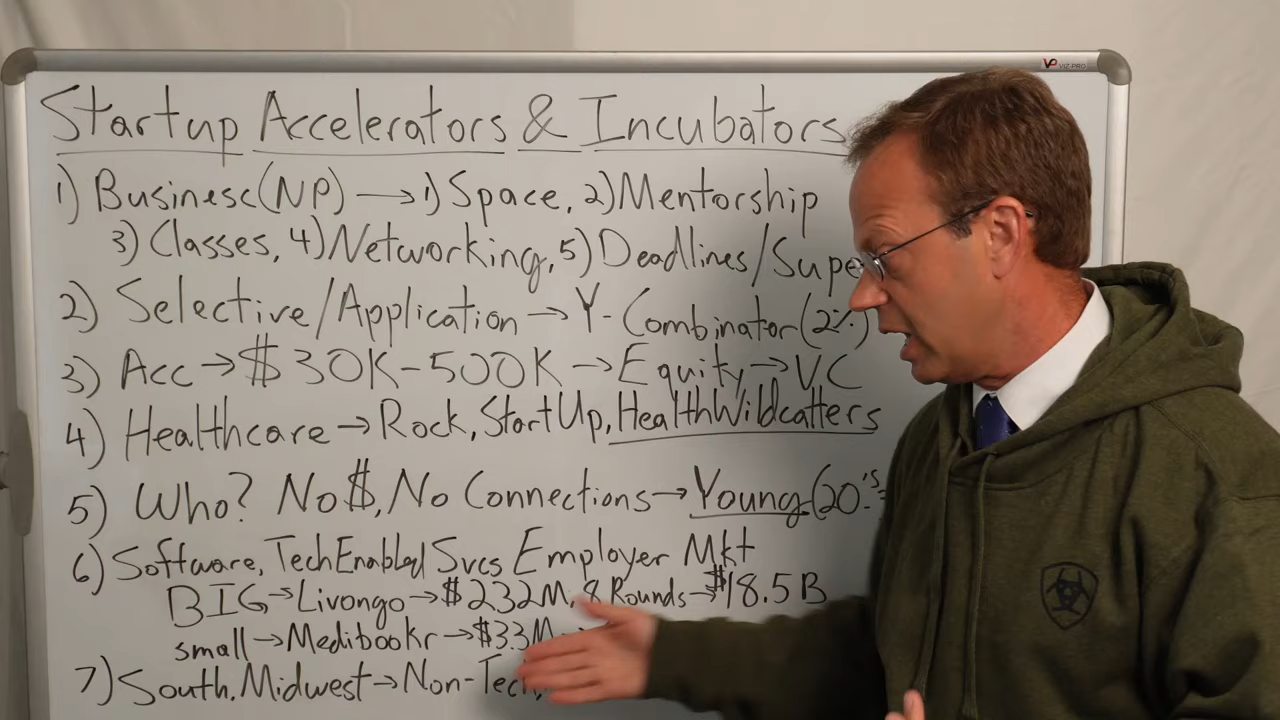 VIZ-PRO
Startup Accelerators & Incubators
1) Businesc(NP) → 1) Space, 2) Mentorship
3) Classes, 4) Networking, 5) Deadlines/Supe
2) Selective/Application → Y-Combinator(2%)
3) Acc → $30K-500K → Equity → VC
4) Healthcare → Rock, StartUp, HealthWildcatters
5) Who? No $, No Connections → Young (20's
6) Software, TechEnabled Svcs Employer Mkt
BIG → Livongo → $232M, 8 Rounds → $18.5B
small → Medibookr → $3.3M
7) South, Midwest → Non-Tech,